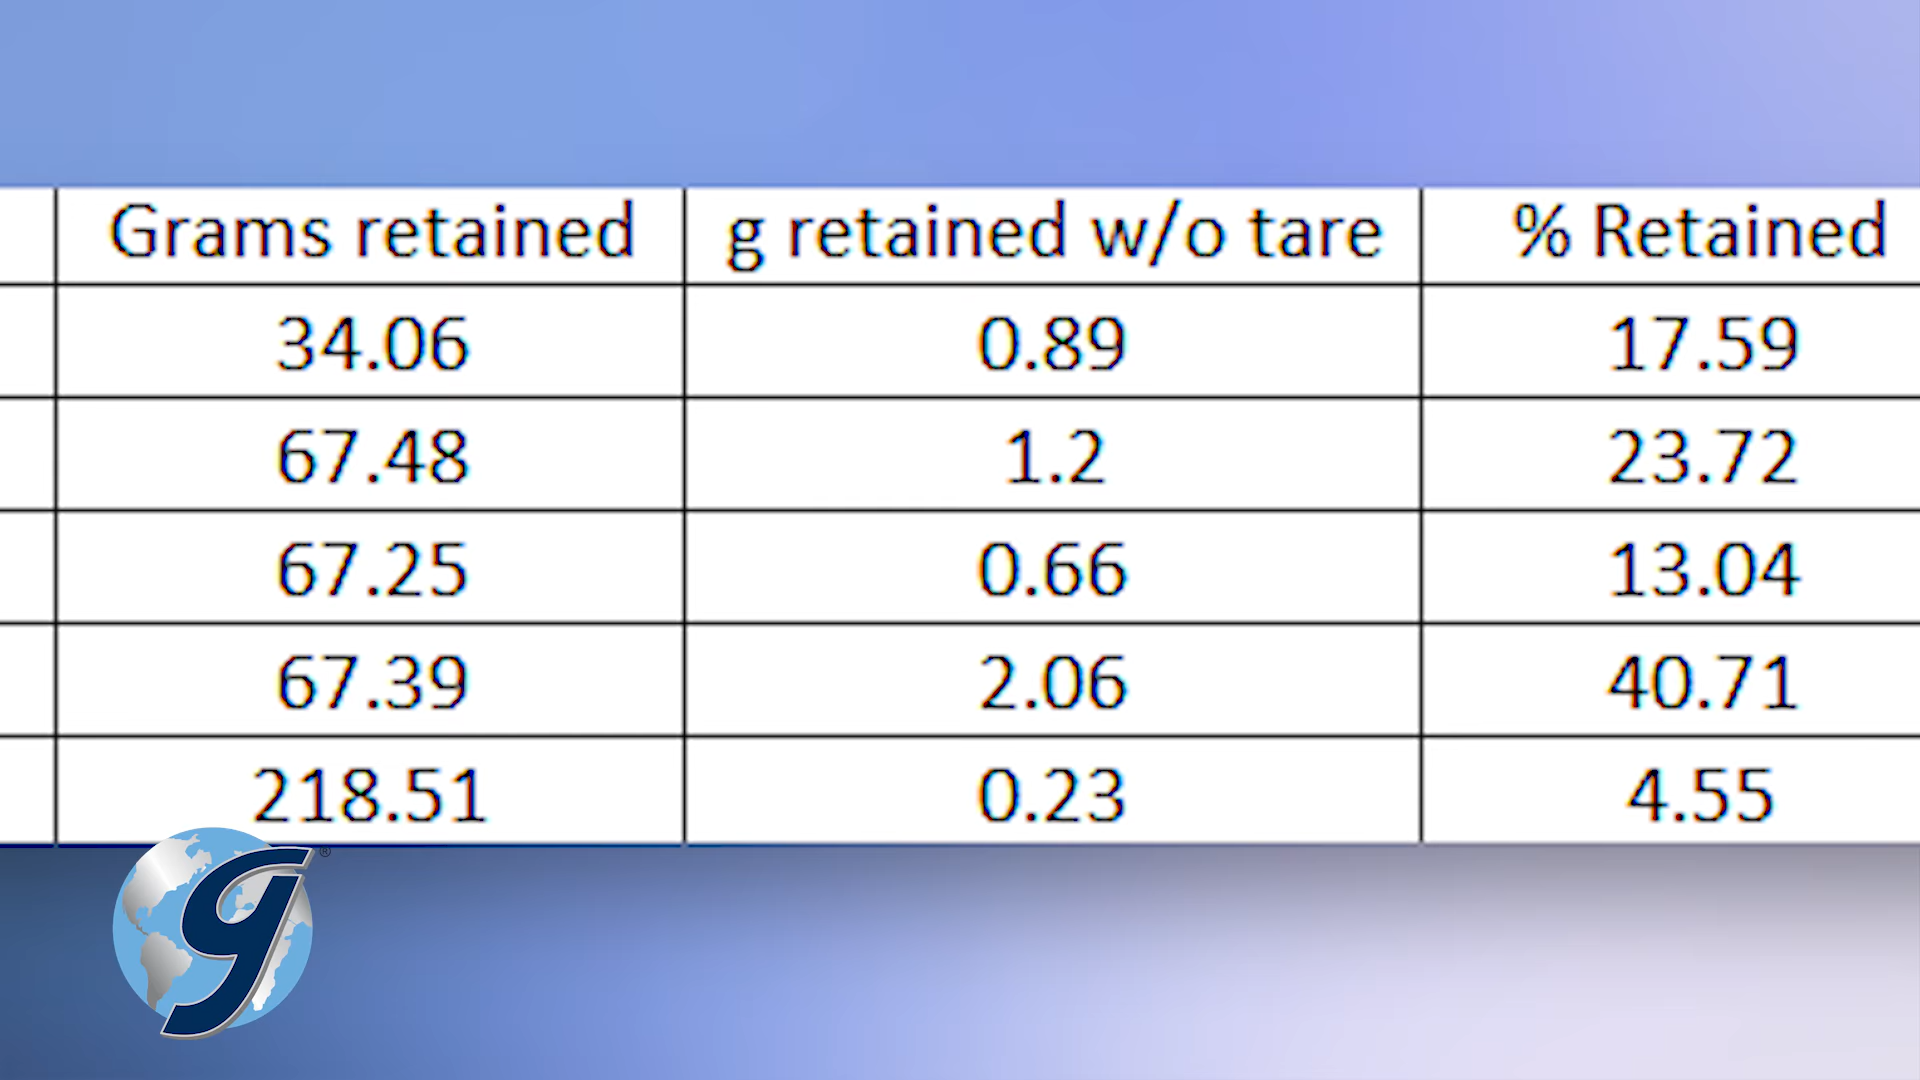 Grams retained g retained w/o tare % Retained
34.06 0.89 17.59
67.48 1.2 23.72
67.25 0.66 13.04
67.39 2.06 40.71
218.51 0.23 4.55
g ®